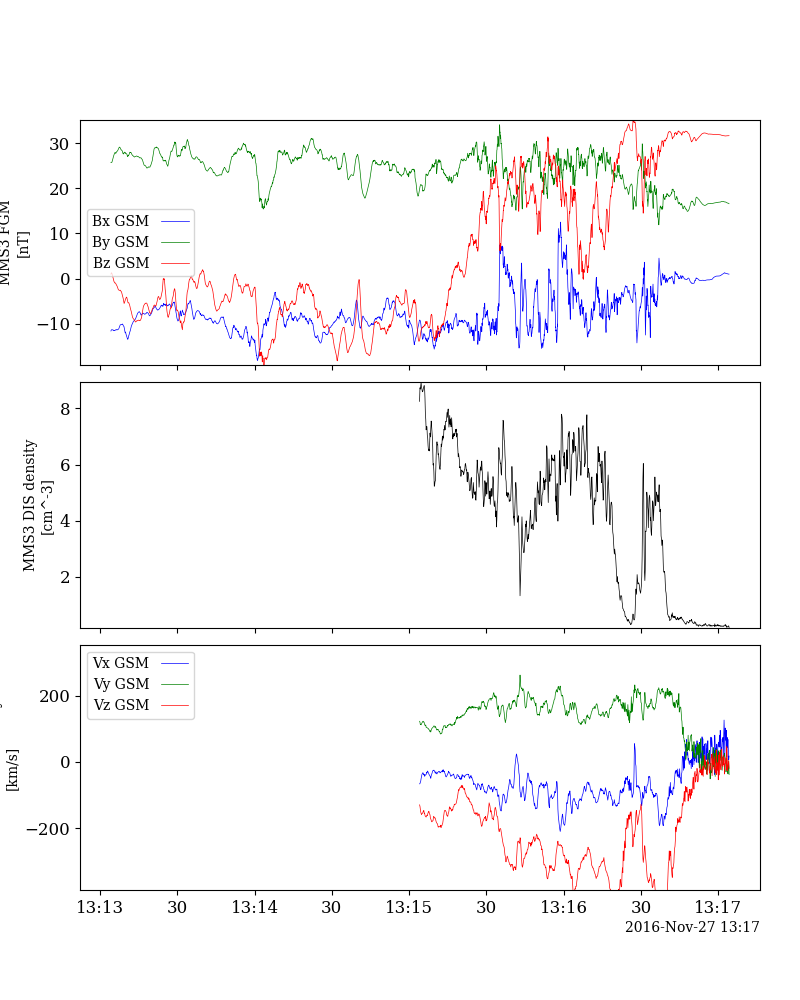 30
20
10
0
−10
MMS3 FGM
[nT]
Bx GSM
By GSM
Bz GSM
8
6
4
2
MMS3 DIS density
[cm^-3]
200
0
−200
[km/s]
Vx GSM
Vy GSM
Vz GSM
13:13 30 13:14 30 13:15 30 13:16 30 13:17
2016-Nov-27 13:17